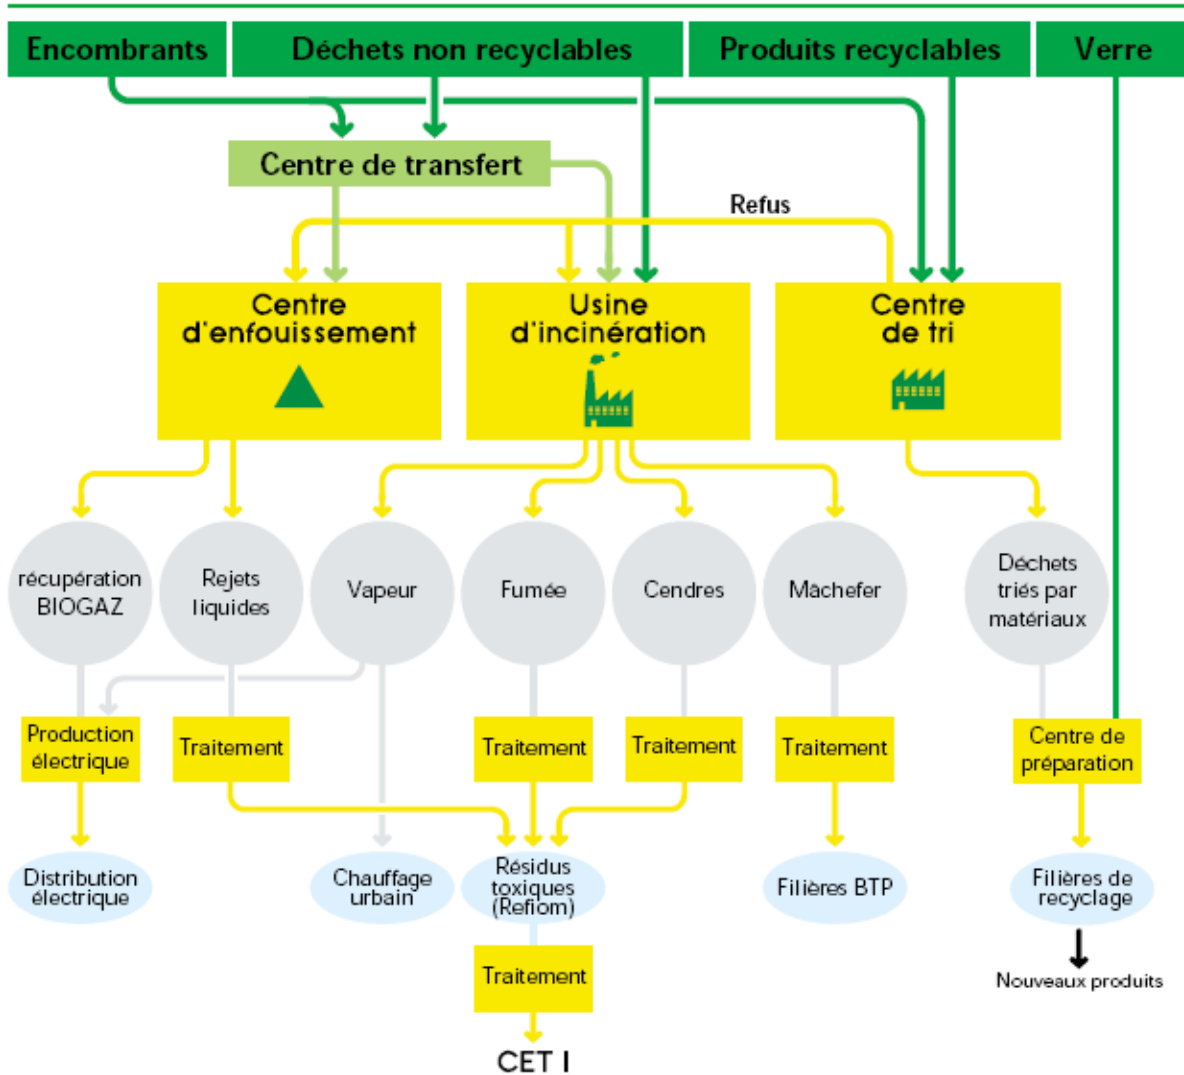 Encombrants
Déchets non recyclables
Produits recyclables
Verre
Centre de transfert
Refus
Centre
d'enfouissement
Usine
d'incinération
Centre
de tri
récupération
BIOGAZ
Rejets
liquides
Vapeur
Fumée
Cendres
Mâchefer
Déchets
triés par
matériaux
Production
électrique
Traitement
Traitement
Traitement
Traitement
Centre de
préparation
Distribution
électrique
Chauffage
urbain
Résidus
toxiques
(Refiom)
Filières BTP
Filières de
recyclage
Traitement
Nouveaux produits
CET I